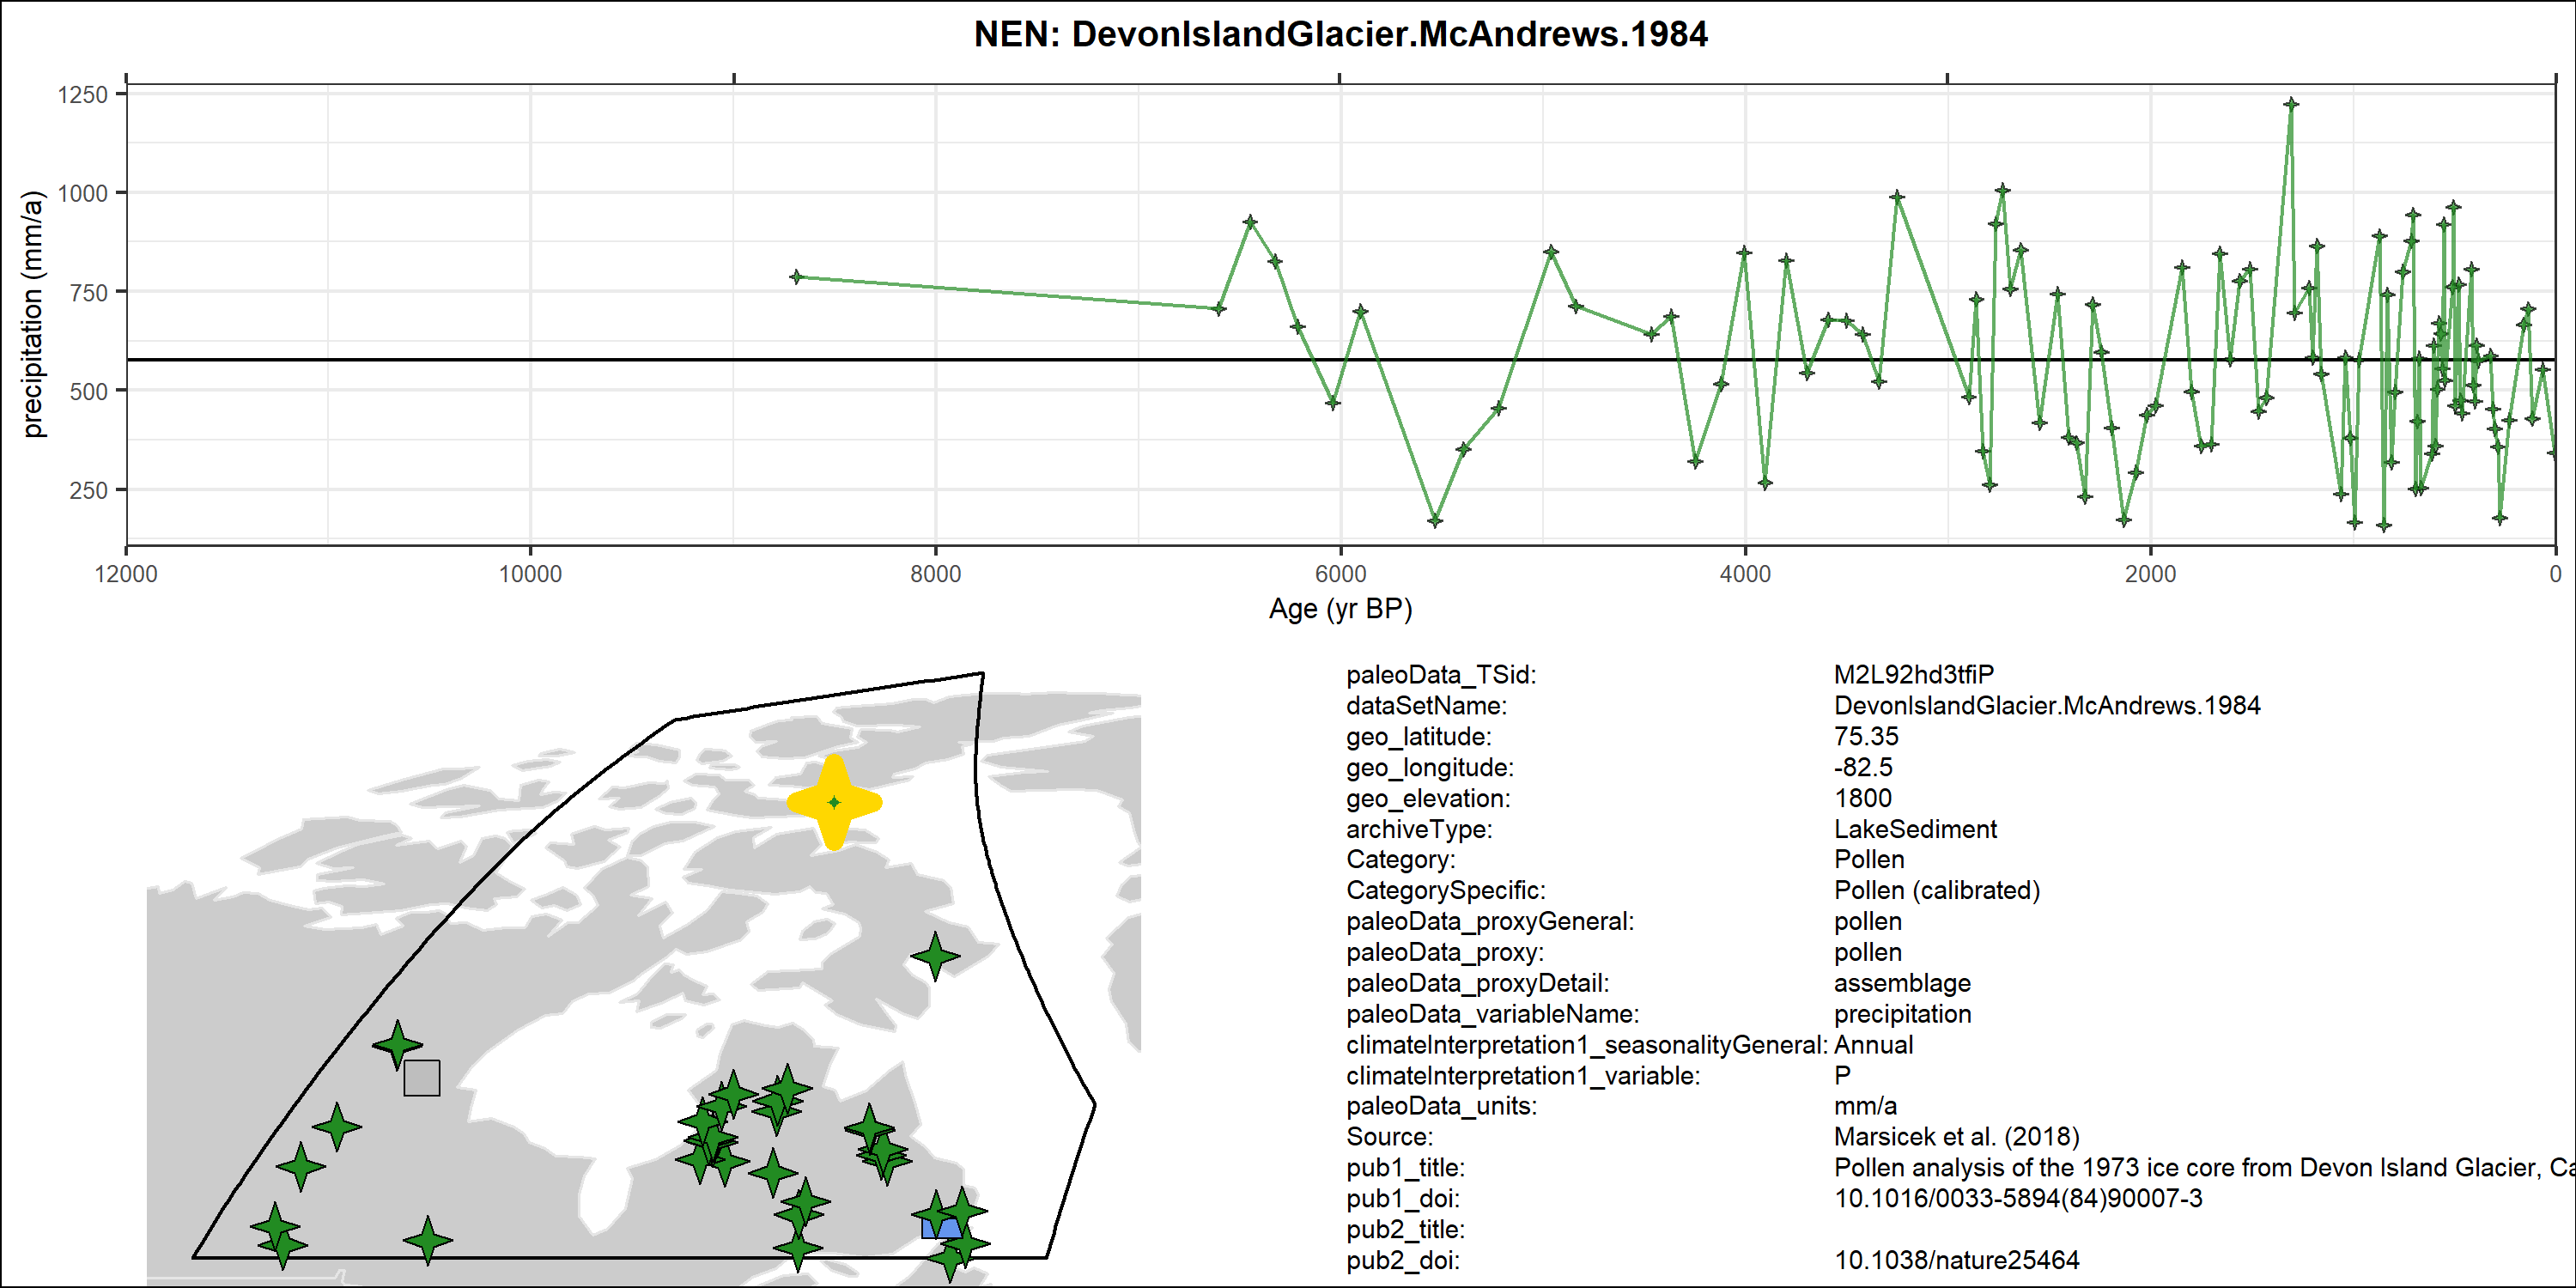 NEN: DevonIslandGlacier.McAndrews.1984
precipitation (mm/a)
1250
1000
750
500
250
12000 10000 8000 6000 4000 2000 0
Age (yr BP)
paleoData_TSid: M2L92hd3tfiP
dataSetName: DevonIslandGlacier.McAndrews.1984
geo_latitude: 75.35
geo_longitude: -82.5
geo_elevation: 1800
archiveType: LakeSediment
Category: Pollen
CategorySpecific: Pollen (calibrated)
paleoData_proxyGeneral: pollen
paleoData_proxy: pollen
paleoData_proxyDetail: assemblage
paleoData_variableName: precipitation
climateInterpretation1_seasonalityGeneral: Annual
climateInterpretation1_variable: P
paleoData_units: mm/a
Source: Marsicek et al. (2018)
pub1_title: Pollen analysis of the 1973 ice core from Devon Island Glacier, Ca
pub1_doi: 10.1016/0033-5894(84)90007-3
pub2_title:
pub2_doi: 10.1038/nature25464